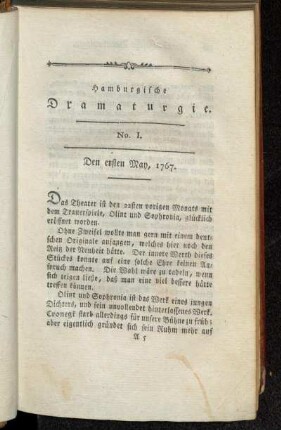 Hamburgische
Dramaturgie.
No. I.
Den ersten May, 1767.
Das Theater ist den 22sten vorigen Monats mit
dem Trauerspiele, Olint und Sophronia, glücklich
eröfnet worden.
Ohne Zweifel wollte man gern mit einem deut-
schen Originale anfangen, welches hier noch den
Reitz der Neuheit hätte. Der innere Werth dieses
Stückes konnte auf eine solche Ehre keinen An-
spruch machen. Die Wahl wäre zu tadeln, wenn
sich zeigen liesse, daß man eine viel bessere hätte
treffen können.
Olint und Sophronia ist das Werk eines jungen
Dichters, und sein unvollendet hinterlassenes Werk.
Cronegk starb allerdings für unsere Bühne zu früh;
aber eigentlich gründet sich sein Ruhm mehr auf
A 5